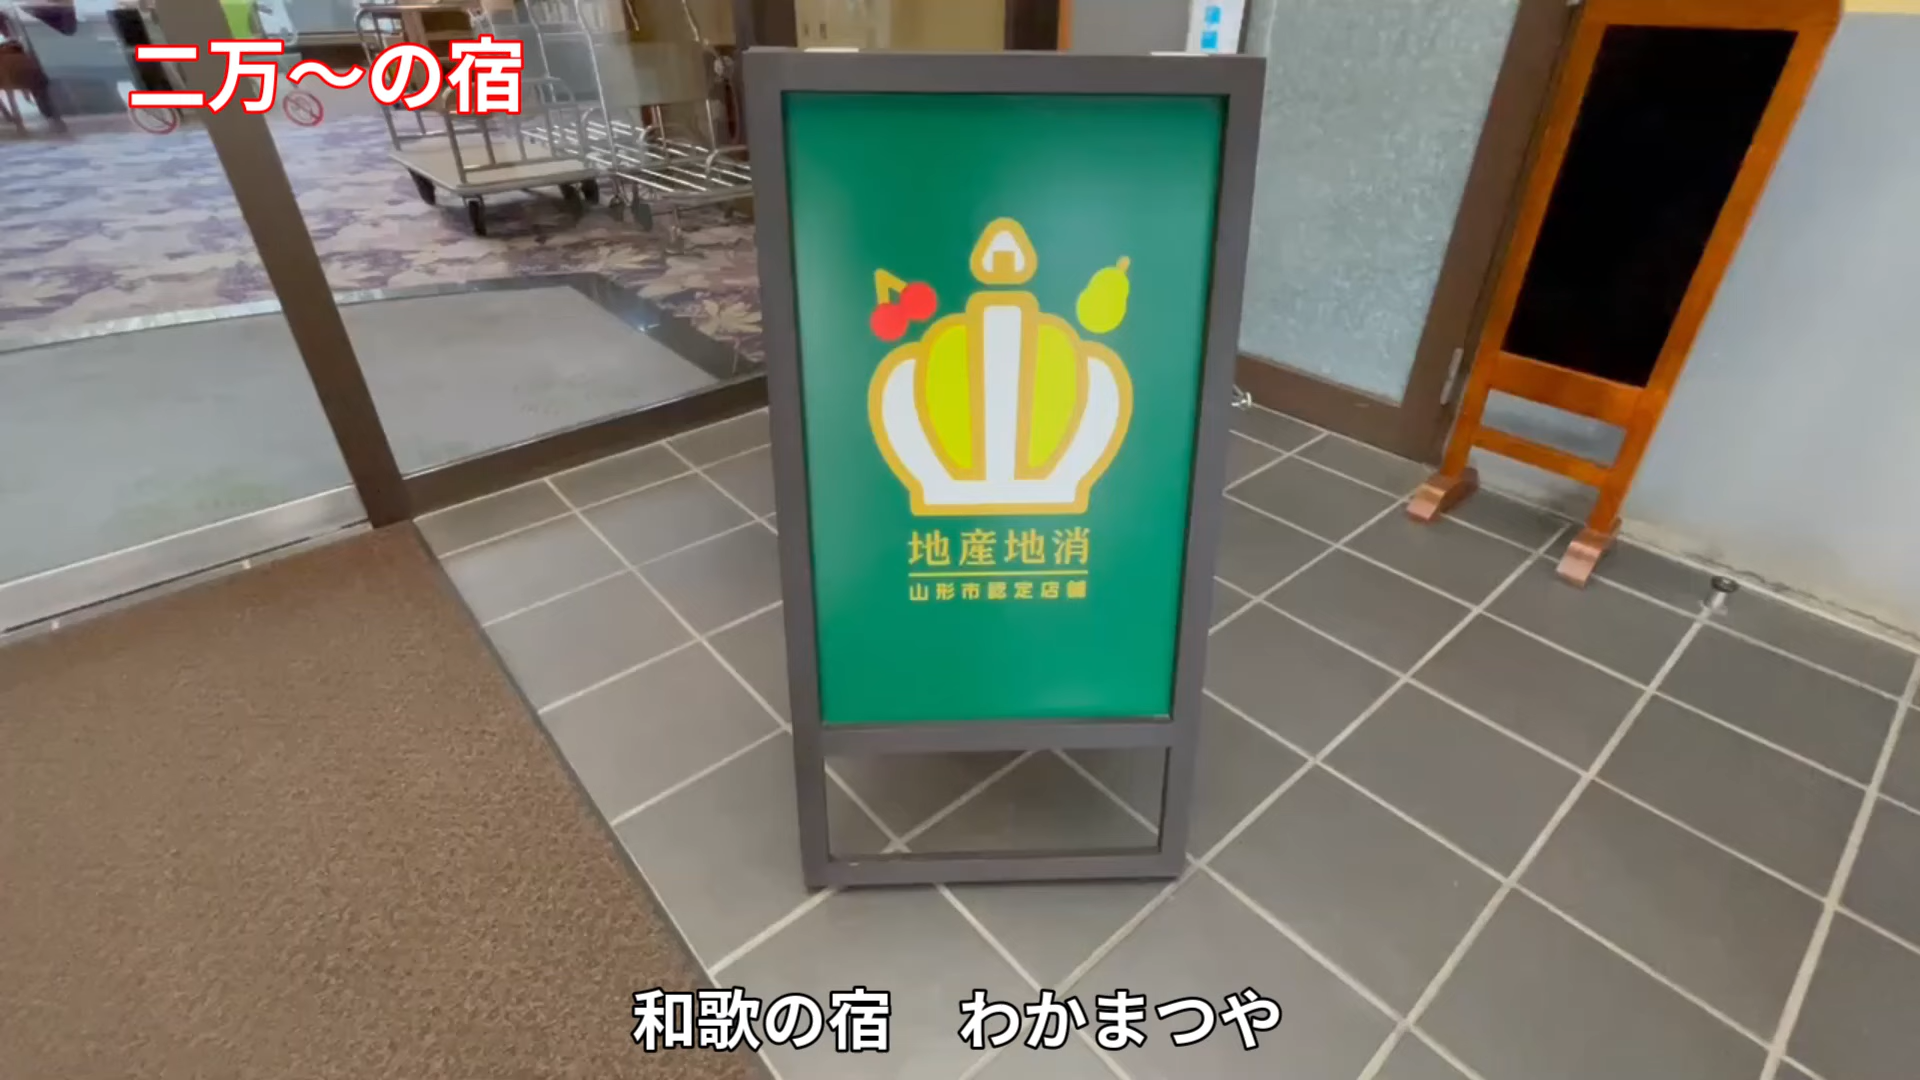 二万～の宿
地産地消
山形市認定店舗
和歌の宿　わかまつや